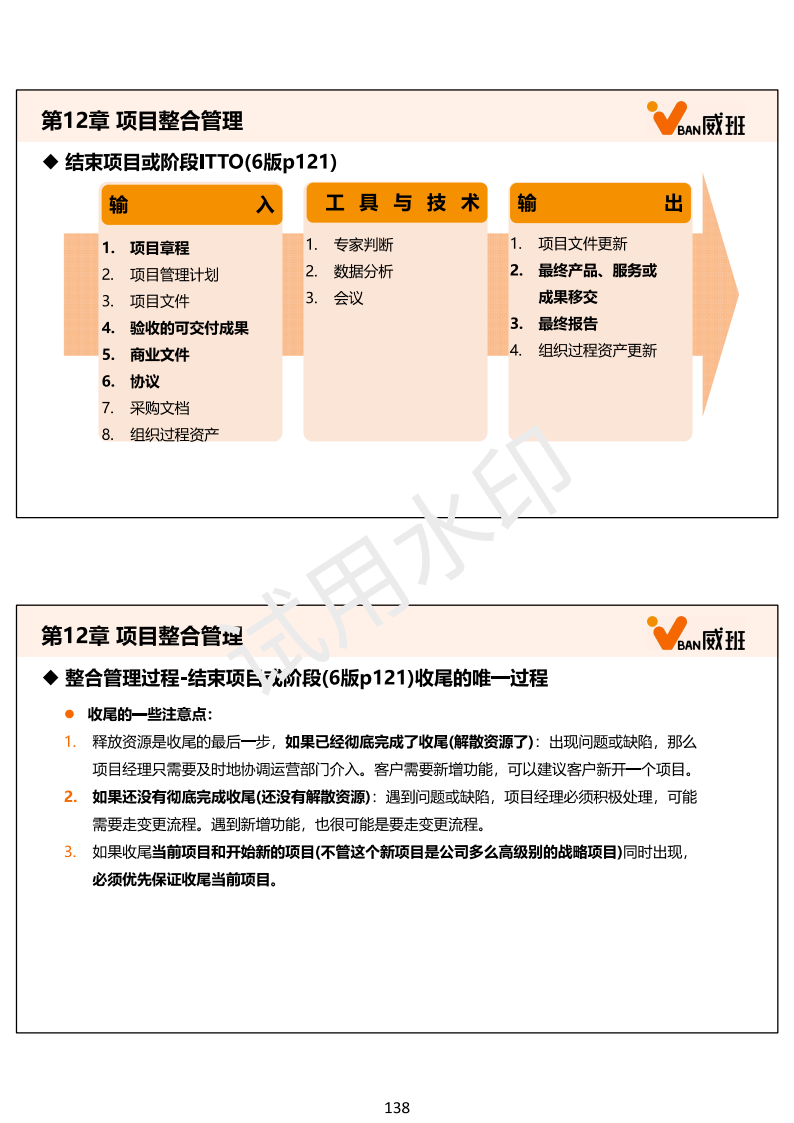 第12章 项目整合管理
BAN威班
◆ 结束项目或阶段ITTO(6版p121)
输 入
1. 项目章程
2. 项目管理计划
3. 项目文件
4. 验收的可交付成果
5. 商业文件
6. 协议
7. 采购文档
8. 组织过程资产
工 具 与 技 术
1. 专家判断
2. 数据分析
3. 会议
输 出
1. 项目文件更新
2. 最终产品、服务或
成果移交
3. 最终报告
4. 组织过程资产更新
试用水印
第12章 项目整合管理
BAN威班
◆ 整合管理过程-结束项目或阶段(6版p121)收尾的唯一过程
● 收尾的一些注意点：
1. 释放资源是收尾的最后一步，如果已经彻底完成了收尾(解散资源了)：出现问题或缺陷，那么
项目经理只需要及时地协调运营部门介入。客户需要新增功能，可以建议客户新开一个项目。
2. 如果还没有彻底完成收尾(还没有解散资源)：遇到问题或缺陷，项目经理必须积极处理，可能
需要走变更流程。遇到新增功能，也很可能是要走变更流程。
3. 如果收尾当前项目和开始新的项目(不管这个新项目是公司多么高级别的战略项目)同时出现，
必须优先保证收尾当前项目。
138